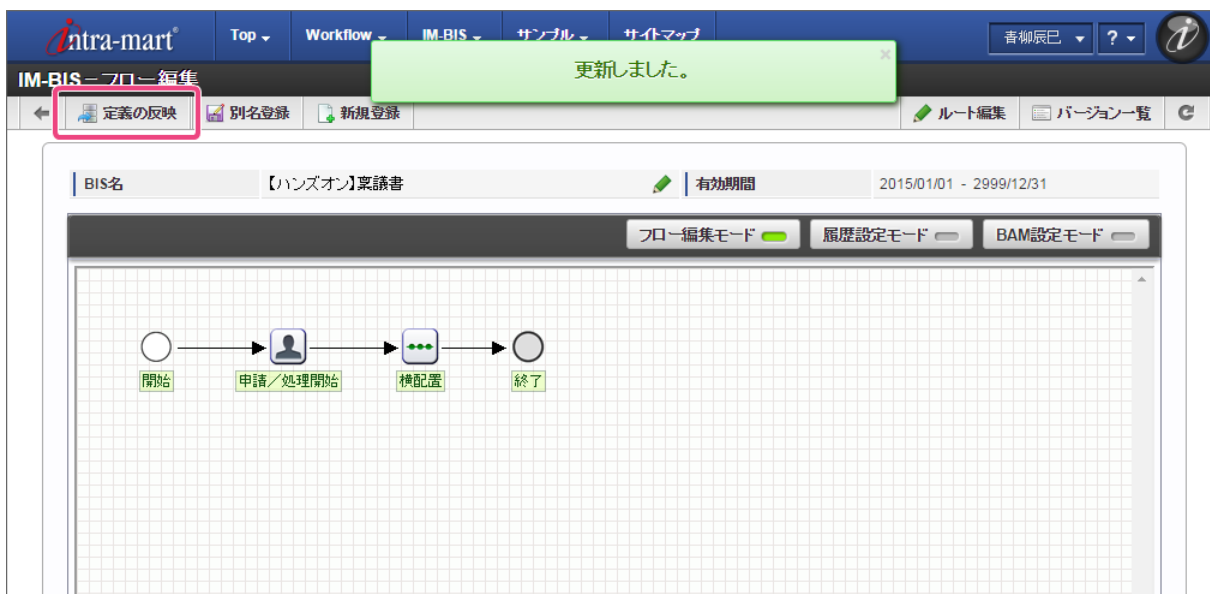 intra-mart® Top Workflow IM-BIS サンプル サイトマップ 青柳辰巳 ?
更新しました。 ×
IM-BIS－フロー編集
定義の反映 別名登録 新規登録 ルート編集 バージョン一覧
BIS名 【ハンズオン】稟議書 有効期間 2015/01/01 - 2999/12/31
フロー編集モード 履歴設定モード BAM設定モード
開始 申請／処理開始 横配置 終了